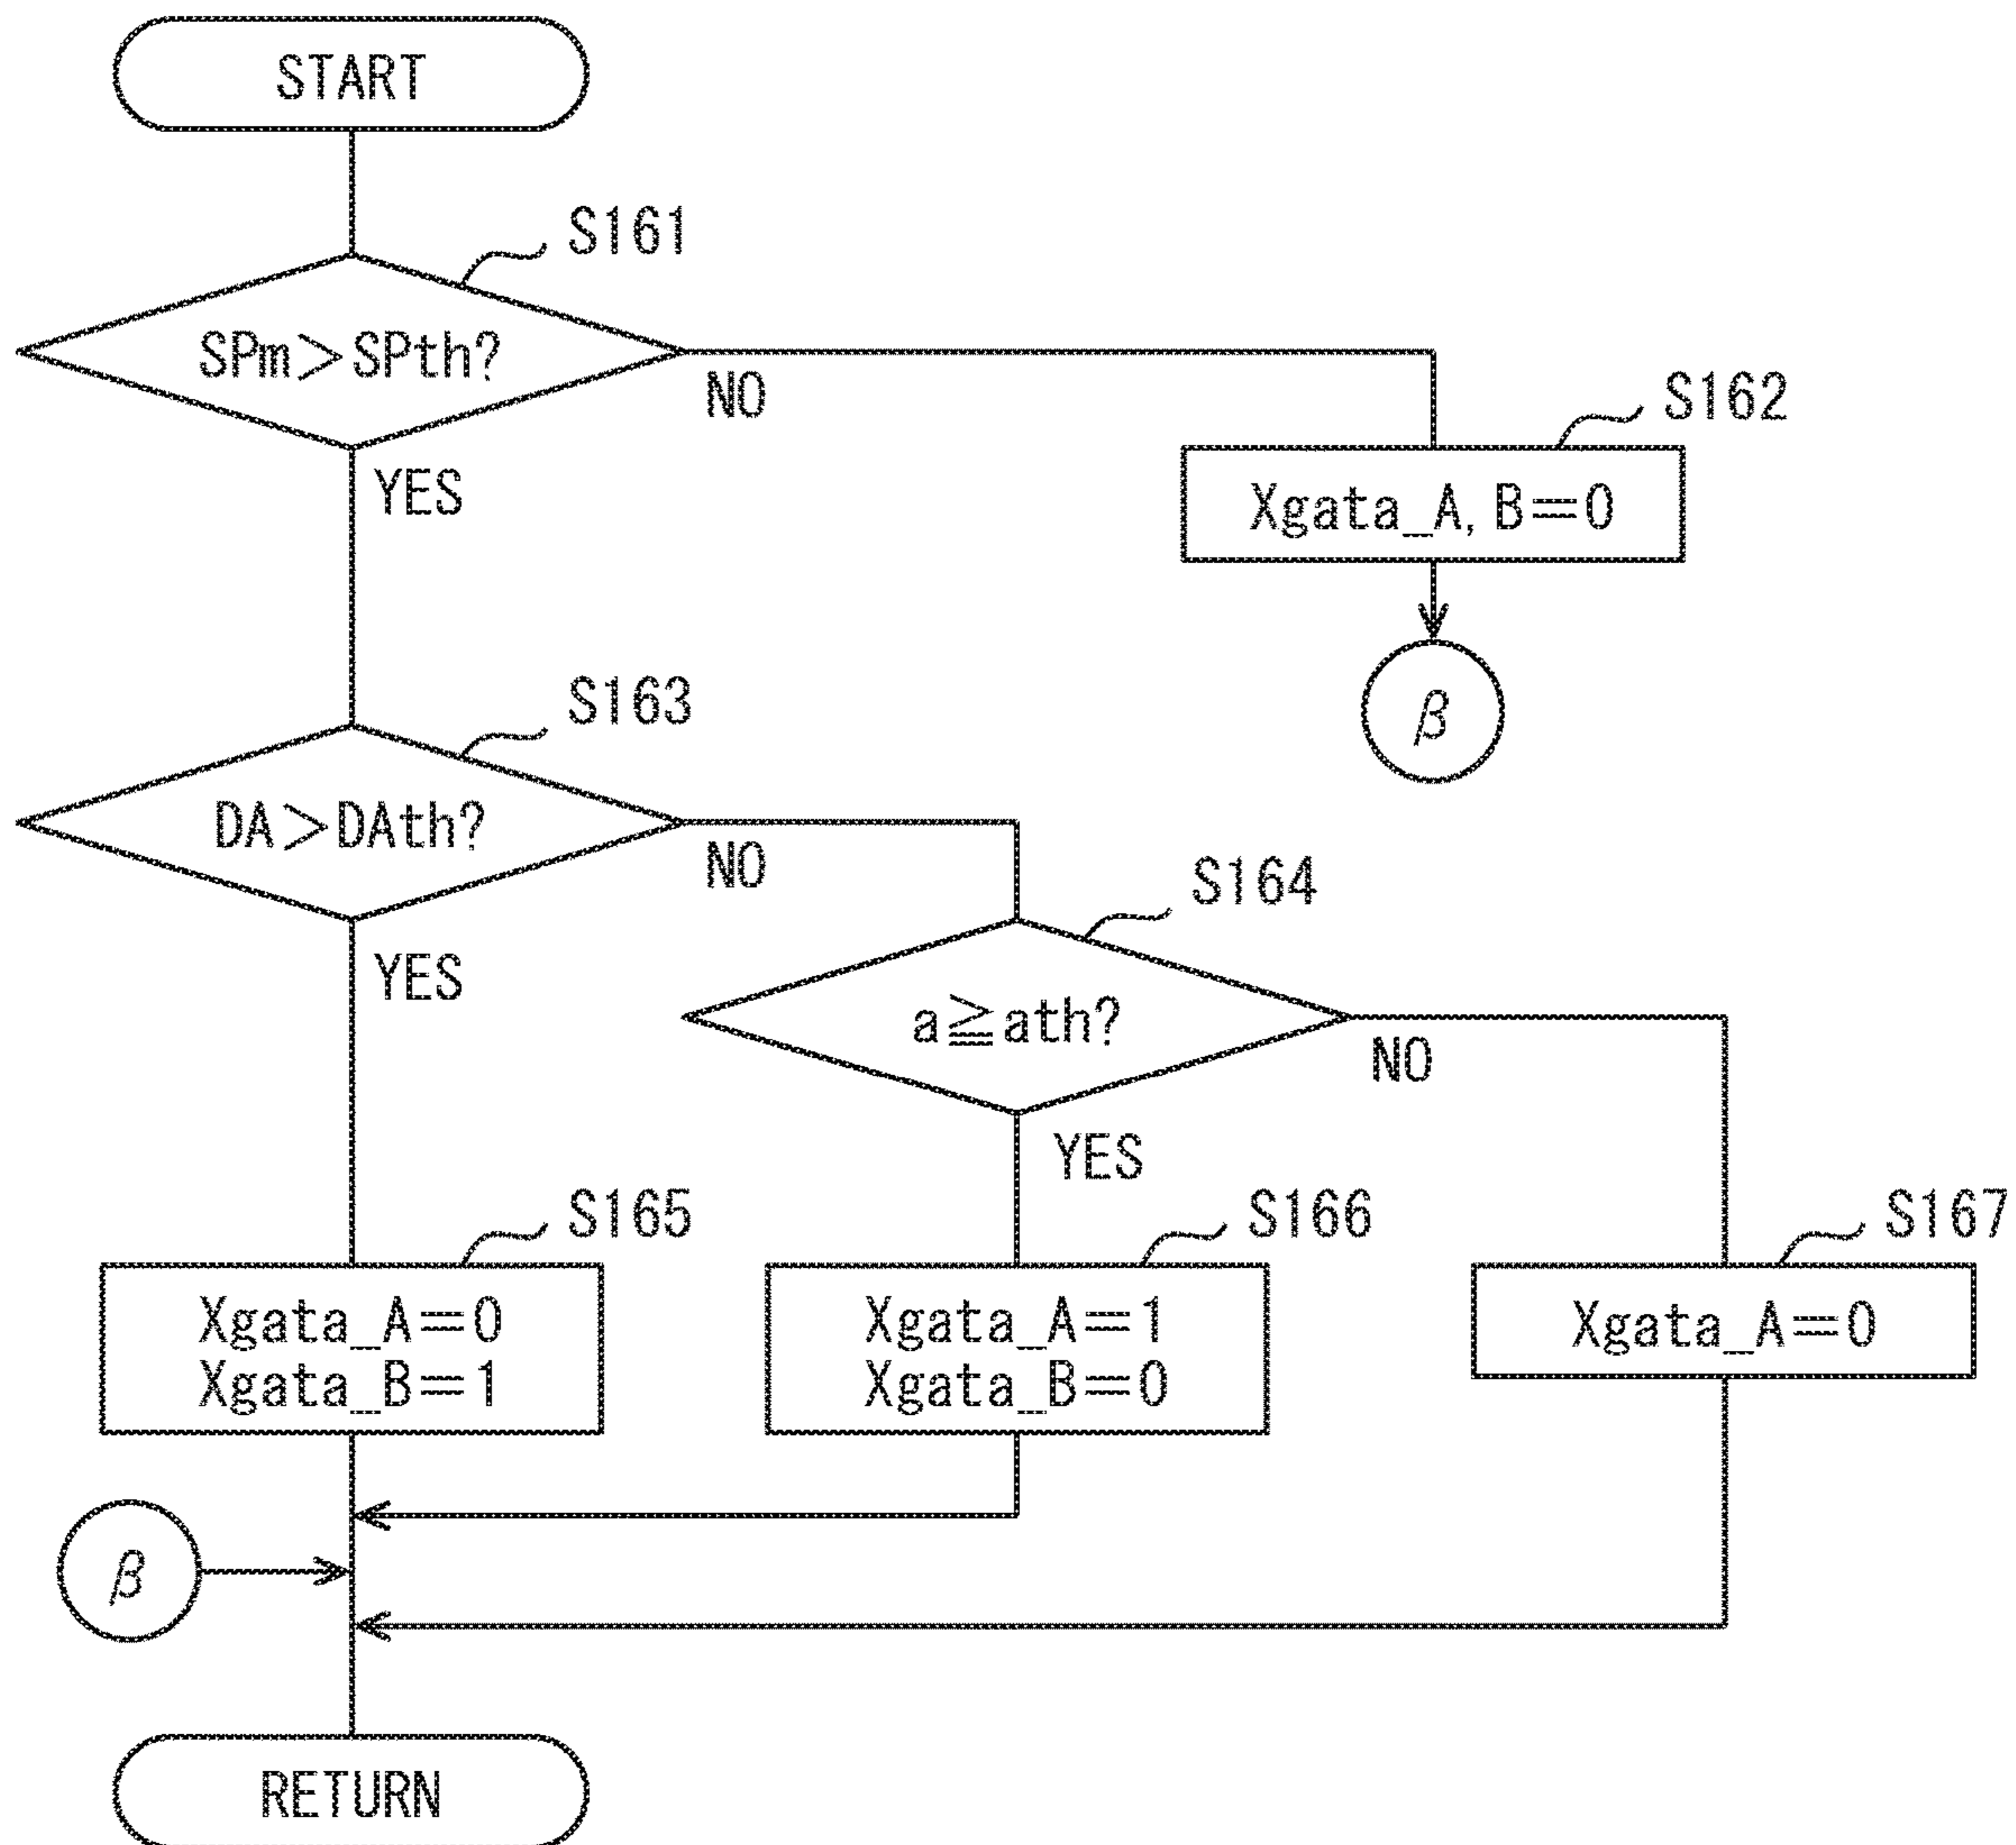 START
S161
SPm＞SPth?
NO
S162
YES
Xgata_A, B＝0
β
S163
DA＞DAth?
NO
S164
YES
a≧ath?
NO
YES
S165
S166
S167
Xgata_A＝0
Xgata_B＝1
Xgata_A＝1
Xgata_B＝0
Xgata_A＝0
β
RETURN